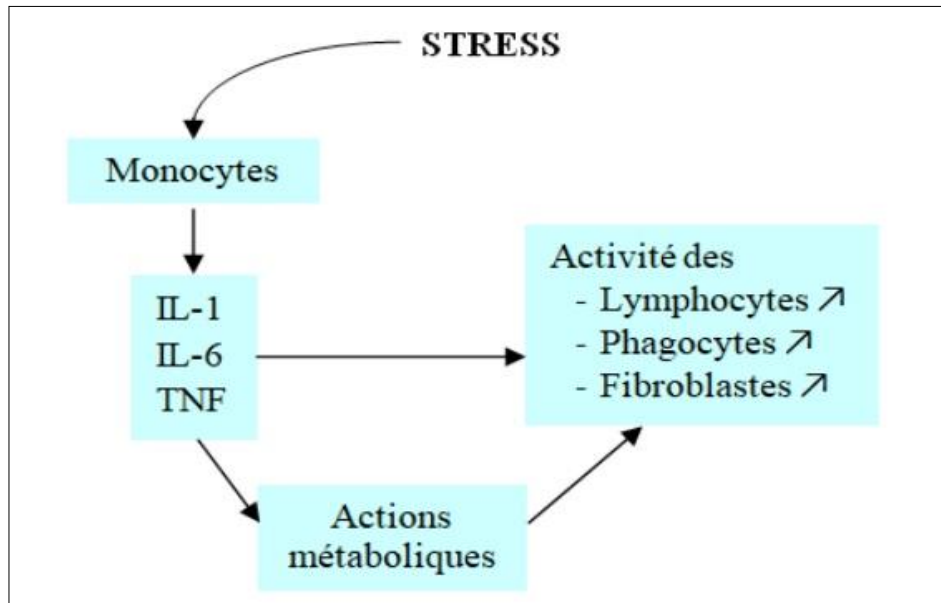 STRESS
Monocytes
IL-1
IL-6
TNF
Activité des
- Lymphocytes ↗
- Phagocytes ↗
- Fibroblastes ↗
Actions
métaboliques